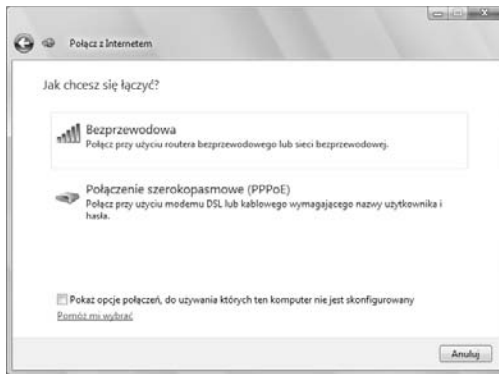 Połącz z Internetem
Jak chcesz się łączyć?
Bezprzewodowa
Połącz przy użyciu routera bezprzewodowego lub sieci bezprzewodowej.
Połączenie szerokopasmowe (PPPoE)
Połącz przy użyciu modemu DSL lub kablowego wymagającego nazwy użytkownika i
hasła.
Pokaż opcje połączeń, do używania których ten komputer nie jest skonfigurowany
Pomóż mi wybrać
Anuluj